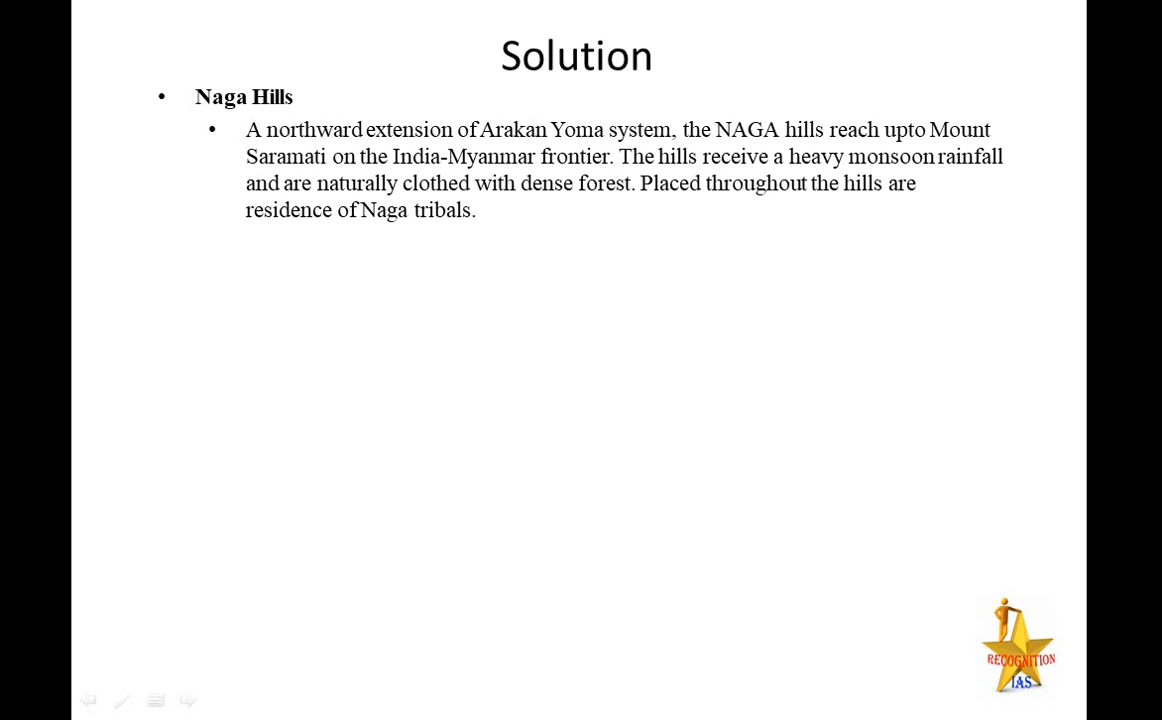 Solution
• Naga Hills
• A northward extension of Arakan Yoma system, the NAGA hills reach upto Mount
Saramati on the India-Myanmar frontier. The hills receive a heavy monsoon rainfall
and are naturally clothed with dense forest. Placed throughout the hills are
residence of Naga tribals.
RECOGNITION
IAS